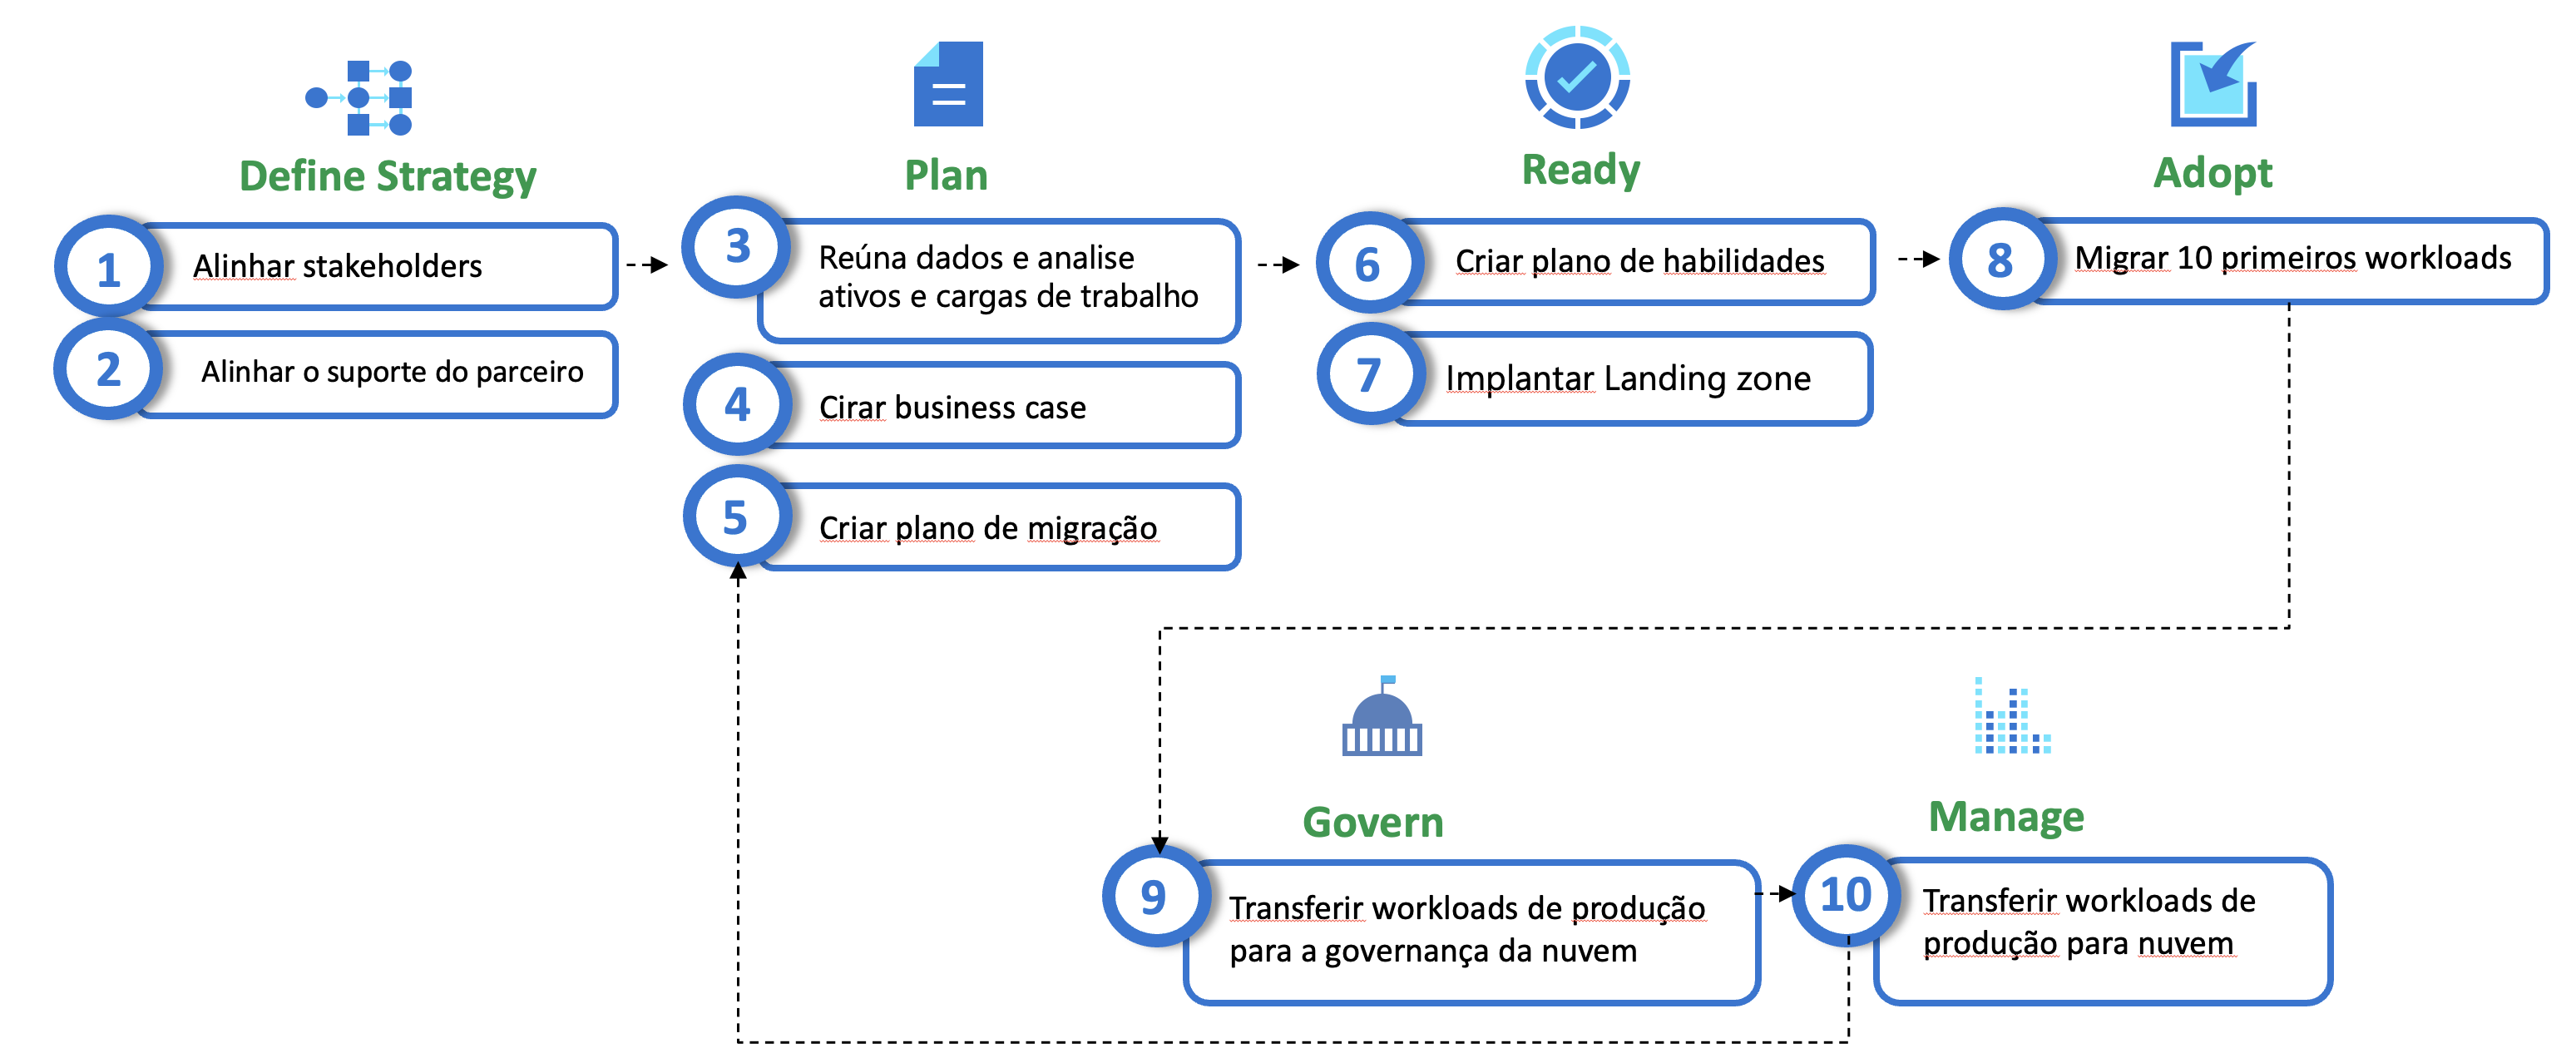 Define Strategy
1
Alinhar stakeholders
2
Alinhar o suporte do parceiro
Plan
3
Reúna dados e analise
ativos e cargas de trabalho
4
Cirar business case
5
Criar plano de migração
Ready
6
Criar plano de habilidades
7
Implantar Landing zone
Adopt
8
Migrar 10 primeiros workloads
Govern
9
Transferir workloads de produção
para a governança da nuvem
Manage
10
Transferir workloads de
produção para nuvem